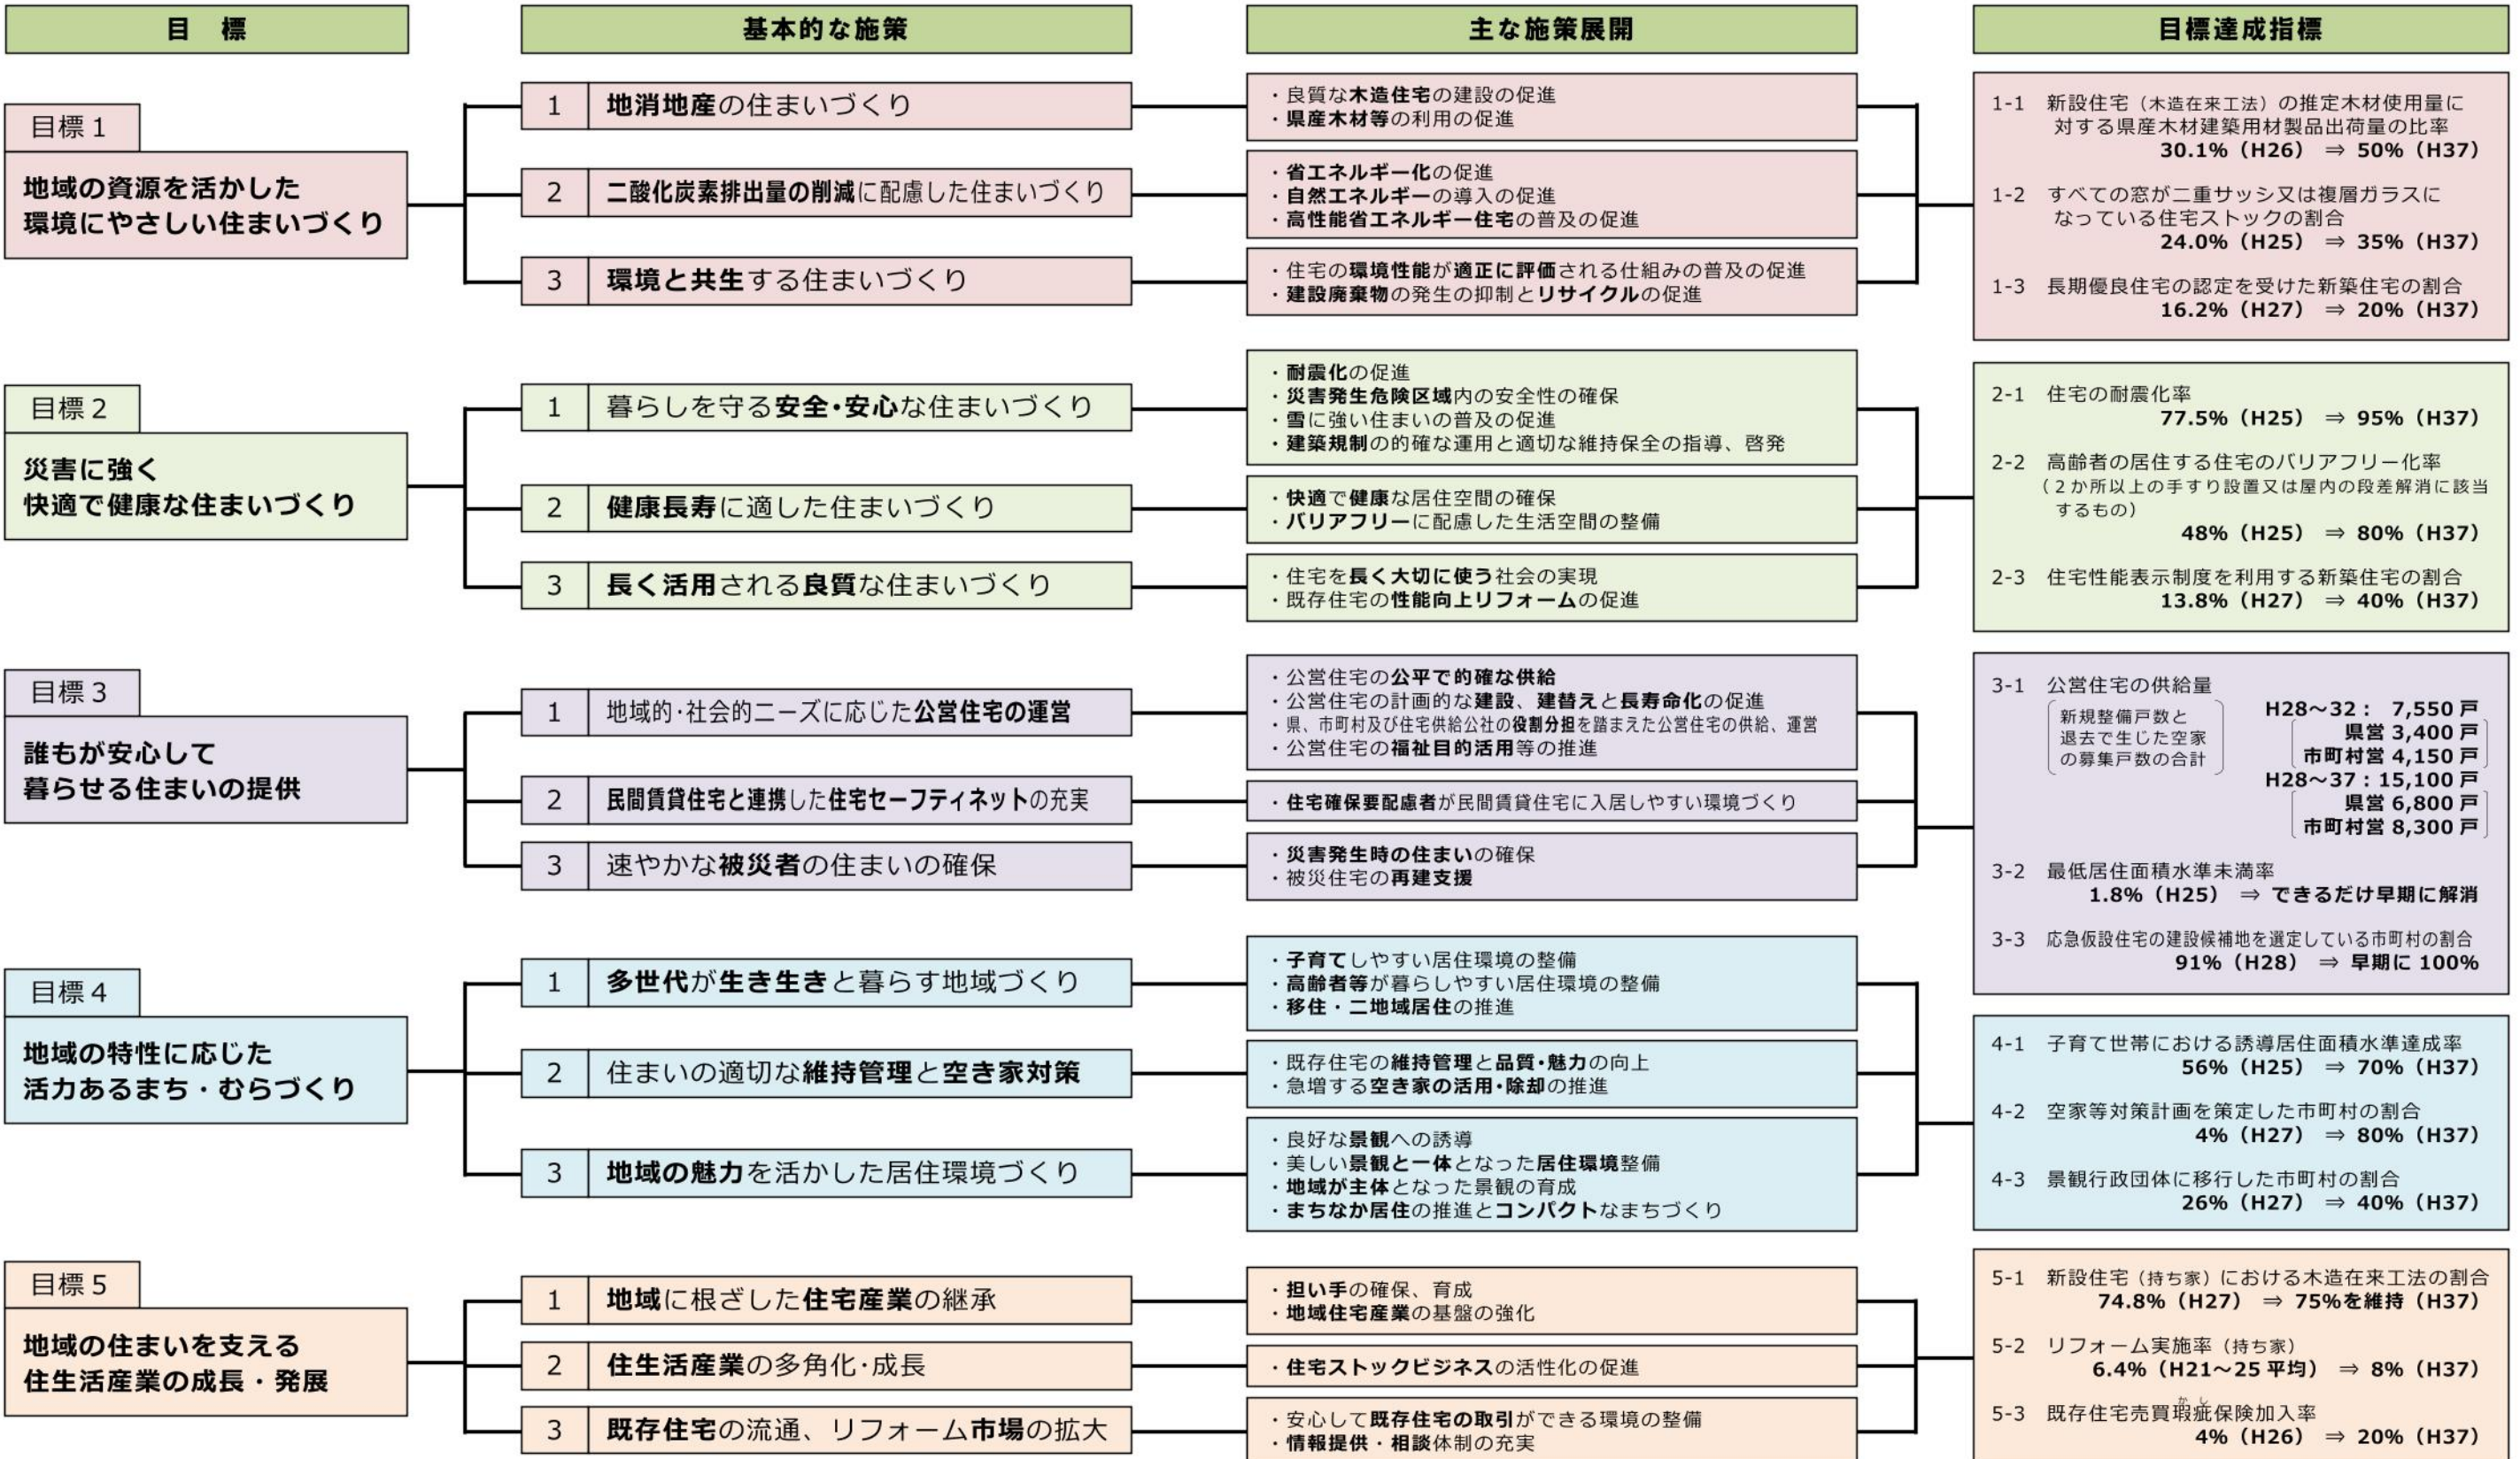 目　標
基本的な施策
主な施策展開
目標達成指標
目標１
地域の資源を活かした
環境にやさしい住まいづくり
1 地消地産の住まいづくり
・良質な木造住宅の建設の促進
・県産木材等の利用の促進
2 二酸化炭素排出量の削減に配慮した住まいづくり
・省エネルギー化の促進
・自然エネルギーの導入の促進
・高性能省エネルギー住宅の普及の促進
3 環境と共生する住まいづくり
・住宅の環境性能が適正に評価される仕組みの普及の促進
・建設廃棄物の発生の抑制とリサイクルの促進
1-1 新設住宅（木造在来工法）の推定木材使用量に
対する県産木材建築用材製品出荷量の比率
30.1%（H26） ⇒ 50%（H37）
1-2 すべての窓が二重サッシ又は複層ガラスに
なっている住宅ストックの割合
24.0%（H25） ⇒ 35%（H37）
1-3 長期優良住宅の認定を受けた新築住宅の割合
16.2%（H27） ⇒ 20%（H37）
目標２
災害に強く
快適で健康な住まいづくり
1 暮らしを守る安全・安心な住まいづくり
・耐震化の促進
・災害発生危険区域内の安全性の確保
・雪に強い住まいの普及の促進
・建築規制の的確な運用と適切な維持保全の指導、啓発
2 健康長寿に適した住まいづくり
・快適で健康な居住空間の確保
・バリアフリーに配慮した生活空間の整備
3 長く活用される良質な住まいづくり
・住宅を長く大切に使う社会の実現
・既存住宅の性能向上リフォームの促進
2-1 住宅の耐震化率
77.5%（H25） ⇒ 95%（H37）
2-2 高齢者の居住する住宅のバリアフリー化率
（２か所以上の手すり設置又は屋内の段差解消に該当
するもの）
48%（H25） ⇒ 80%（H37）
2-3 住宅性能表示制度を利用する新築住宅の割合
13.8%（H27） ⇒ 40%（H37）
目標３
誰もが安心して
暮らせる住まいの提供
1 地域的・社会的ニーズに応じた公営住宅の運営
・公営住宅の公平で的確な供給
・公営住宅の計画的な建設、建替えと長寿命化の促進
・県、市町村及び住宅供給公社の役割分担を踏まえた公営住宅の供給、運営
・公営住宅の福祉目的活用等の推進
2 民間賃貸住宅と連携した住宅セーフティネットの充実
・住宅確保要配慮者が民間賃貸住宅に入居しやすい環境づくり
3 速やかな被災者の住まいの確保
・災害発生時の住まいの確保
・被災住宅の再建支援
3-1 公営住宅の供給量
新規整備戸数と
退去で生じた空家
の募集戸数の合計
H28～32： 7,550 戸
県営 3,400 戸
市町村営 4,150 戸
H28～37：15,100 戸
県営 6,800 戸
市町村営 8,300 戸
3-2 最低居住面積水準未満率
1.8%（H25） ⇒ できるだけ早期に解消
3-3 応急仮設住宅の建設候補地を選定している市町村の割合
91%（H28） ⇒ 早期に 100%
目標４
地域の特性に応じた
活力あるまち・むらづくり
1 多世代が生き生きと暮らす地域づくり
・子育てしやすい居住環境の整備
・高齢者等が暮らしやすい居住環境の整備
・移住・二地域居住の推進
2 住まいの適切な維持管理と空き家対策
・既存住宅の維持管理と品質・魅力の向上
・急増する空き家の活用・除却の推進
3 地域の魅力を活かした居住環境づくり
・良好な景観への誘導
・美しい景観と一体となった居住環境整備
・地域が主体となった景観の育成
・まちなか居住の推進とコンパクトなまちづくり
4-1 子育て世帯における誘導居住面積水準達成率
56%（H25） ⇒ 70%（H37）
4-2 空家等対策計画を策定した市町村の割合
4%（H27） ⇒ 80%（H37）
4-3 景観行政団体に移行した市町村の割合
26%（H27） ⇒ 40%（H37）
目標５
地域の住まいを支える
住生活産業の成長・発展
1 地域に根ざした住宅産業の継承
・担い手の確保、育成
・地域住宅産業の基盤の強化
2 住生活産業の多角化・成長
・住宅ストックビジネスの活性化の促進
3 既存住宅の流通、リフォーム市場の拡大
・安心して既存住宅の取引ができる環境の整備
・情報提供・相談体制の充実
5-1 新設住宅（持ち家）における木造在来工法の割合
74.8%（H27） ⇒ 75%を維持（H37）
5-2 リフォーム実施率（持ち家）
6.4%（H21～25 平均） ⇒ 8%（H37）
かし
5-3 既存住宅売買瑕疵保険加入率
4%（H26） ⇒ 20%（H37）